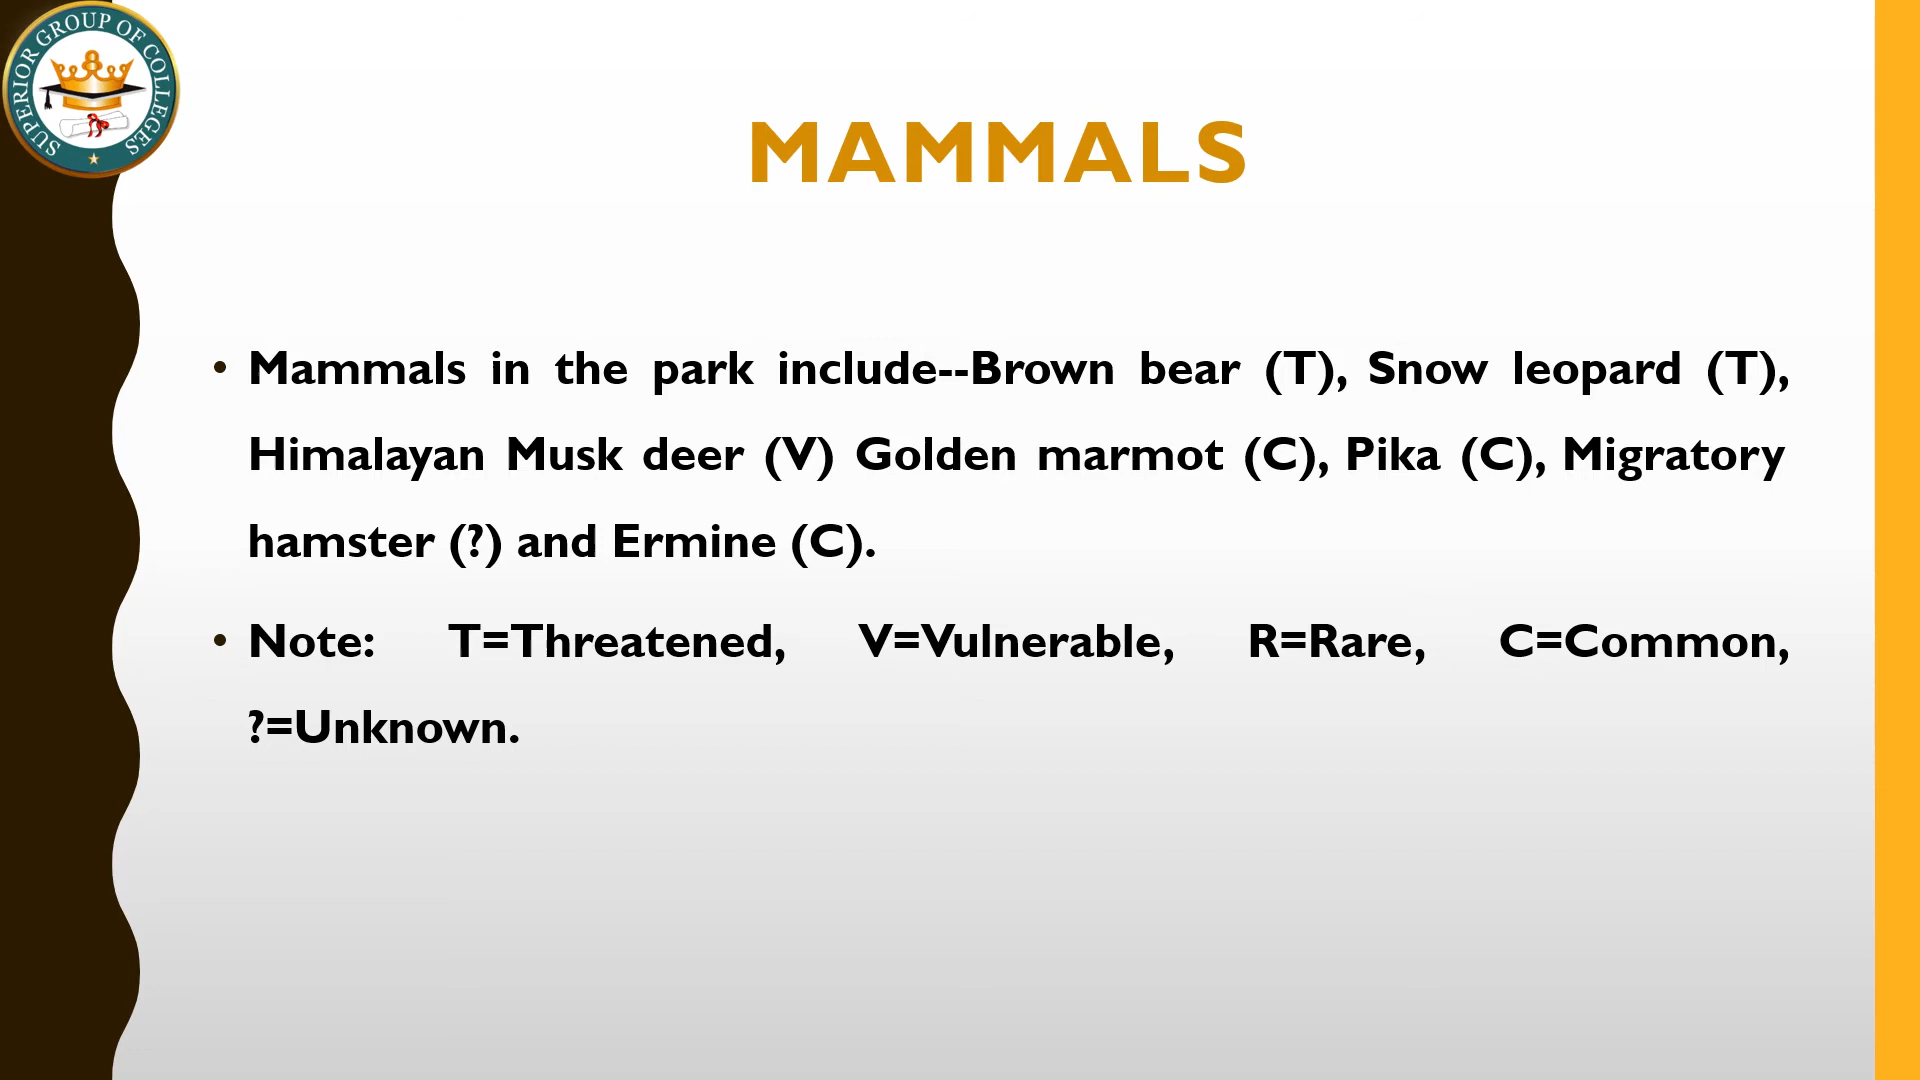 SUPERIOR GROUP OF COLLEGES
MAMMALS
• Mammals in the park include--Brown bear (T), Snow leopard (T),
Himalayan Musk deer (V) Golden marmot (C), Pika (C), Migratory
hamster (?) and Ermine (C).
• Note: T=Threatened, V=Vulnerable, R=Rare, C=Common,
?=Unknown.